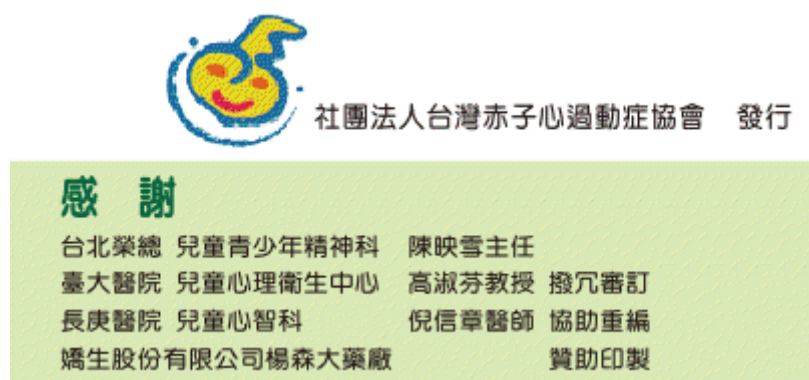 社團法人台灣赤子心過動症協會 發行
感 謝
台北榮總 兒童青少年精神科 陳映雪主任
臺大醫院 兒童心理衛生中心 高淑芬教授 撥冗審訂
長庚醫院 兒童心智科 倪信章醫師 協助重編
嬌生股份有限公司楊森大藥廠 贊助印製